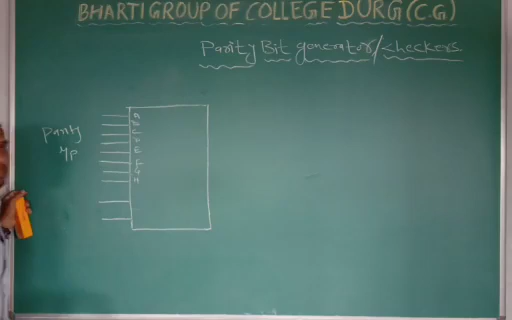 BHARTI GROUP OF COLLEGE DURG (C.G)
Parity Bit generator/checkers
Parity
I/P
A
B
C
D
E
F
G
H